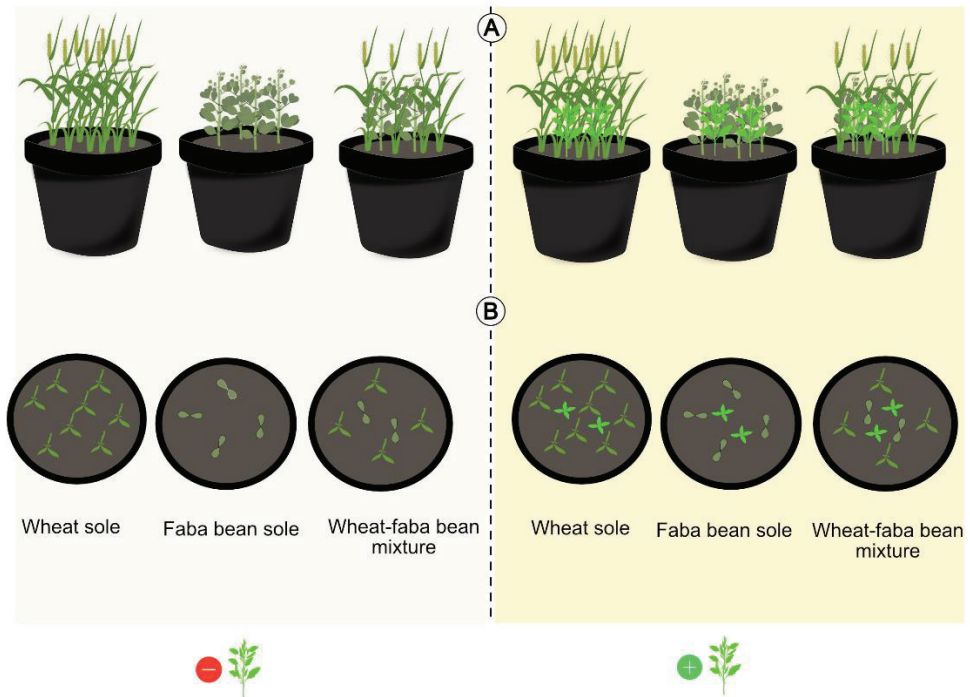 A
B
Wheat sole
Faba bean sole
Wheat-faba bean
mixture
Wheat sole
Faba bean sole
Wheat-faba bean
mixture
−
+